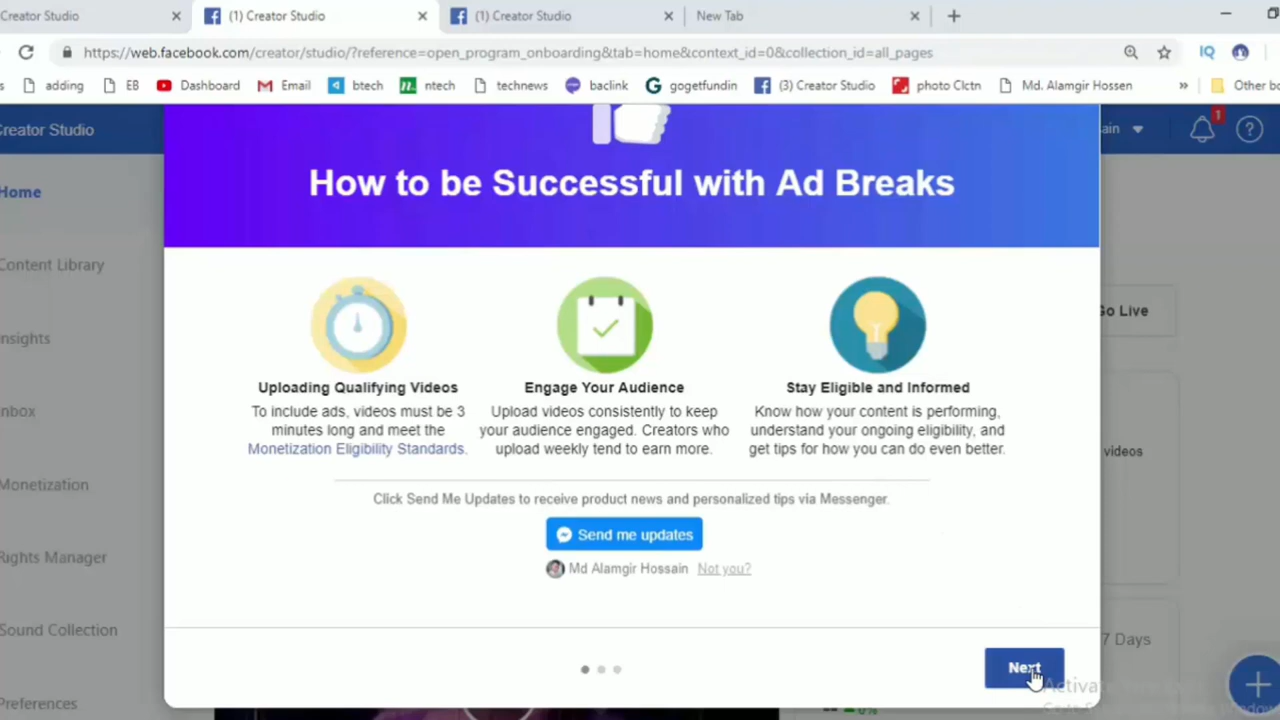 Creator Studio
(1) Creator Studio
(1) Creator Studio
New Tab
https://web.facebook.com/creator/studio/?reference=open_program_onboarding&tab=home&context_id=0&collection_id=all_pages
adding
EB
Dashboard
Email
btech
ntech
technews
baclink
gogetfundin
(3) Creator Studio
photo Clctn
Md. Alamgir Hossen
»
Other bo
Creator Studio
ain
1
Home
Content Library
Insights
Inbox
Monetization
Rights Manager
Sound Collection
Preferences
How to be Successful with Ad Breaks
Uploading Qualifying Videos
To include ads, videos must be 3
minutes long and meet the
Monetization Eligibility Standards.
Engage Your Audience
Upload videos consistently to keep
your audience engaged. Creators who
upload weekly tend to earn more.
Stay Eligible and Informed
Know how your content is performing,
understand your ongoing eligibility, and
get tips for how you can do even better.
Click Send Me Updates to receive product news and personalized tips via Messenger.
Send me updates
Md Alamgir Hossain Not you?
Next
Go Live
videos
7 Days